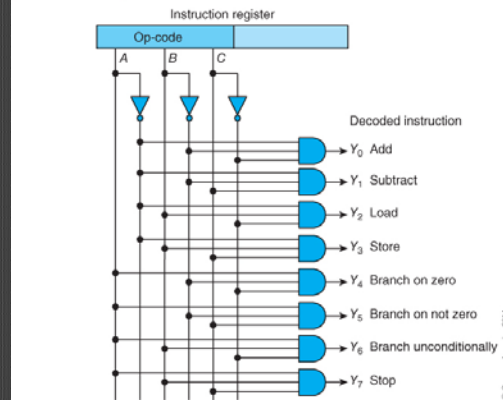 Instruction register
Op-code
A B C
Decoded instruction
Y0 Add
Y1 Subtract
Y2 Load
Y3 Store
Y4 Branch on zero
Y5 Branch on not zero
Y6 Branch unconditionally
Y7 Stop